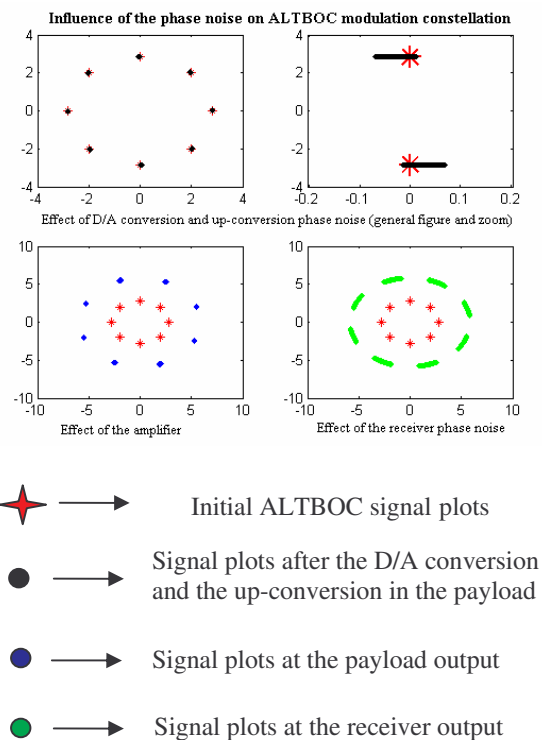 Influence of the phase noise on ALTBOC modulation constellation
4
2
0
-2
-4
-4 -2 0 2 4
4
2
0
-2
-4
-0.2 -0.1 0 0.1 0.2
Effect of D/A conversion and up-conversion phase noise (general figure and zoom)
10
5
0
-5
-10
-10 -5 0 5 10
Effect of the amplifier
10
5
0
-5
-10
-10 -5 0 5 10
Effect of the receiver phase noise
Initial ALTBOC signal plots
Signal plots after the D/A conversion
and the up-conversion in the payload
Signal plots at the payload output
Signal plots at the receiver output